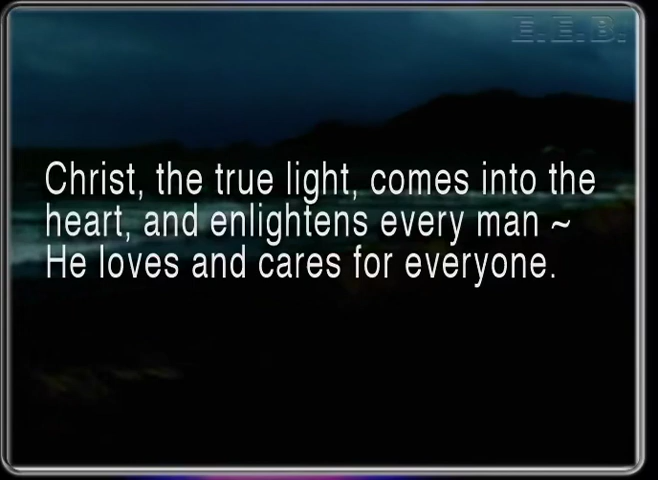 E.E.B.
Christ, the true light, comes into the
heart, and enlightens every man ~
He loves and cares for everyone.